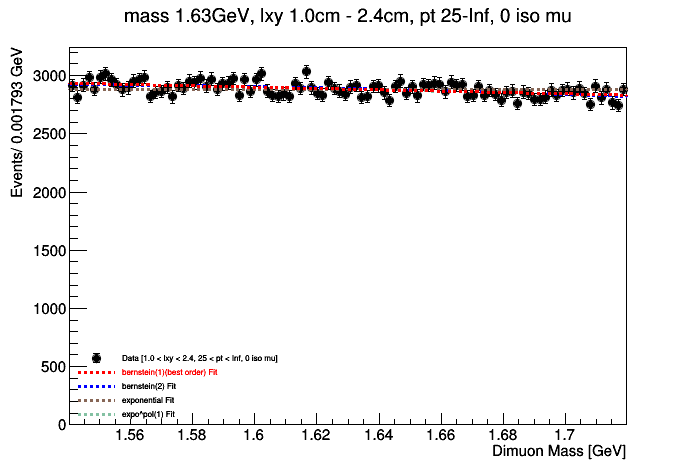 mass 1.63GeV, lxy 1.0cm - 2.4cm, pt 25-Inf, 0 iso mu
Events/ 0.001793 GeV
3000
2500
2000
1500
1000
500
0
Data [1.0 < lxy < 2.4, 25 < pt < Inf, 0 iso mu]
bernstein(1)(best order) Fit
bernstein(2) Fit
exponential Fit
expo*pol(1) Fit
1.56 1.58 1.6 1.62 1.64 1.66 1.68 1.7
Dimuon Mass [GeV]